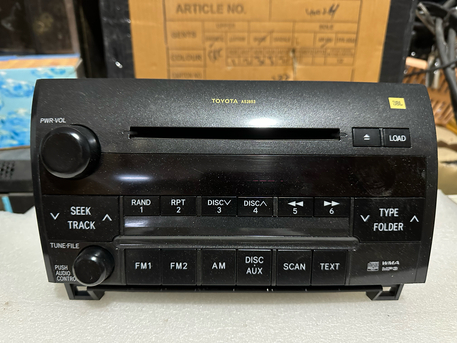 ARTICLE NO.
COLOUR
TOYOTA
JBL
PWR·VOL
LOAD
RAND
1
RPT
2
DISC∨
3
DISC∧
4
◀◀
5
▶▶
6
∨ SEEK ∧
TRACK
∨ TYPE ∧
FOLDER
TUNE·FILE
PUSH
AUDIO
CONTROL
FM1
FM2
AM
DISC
AUX
SCAN
TEXT
WMA
MP3